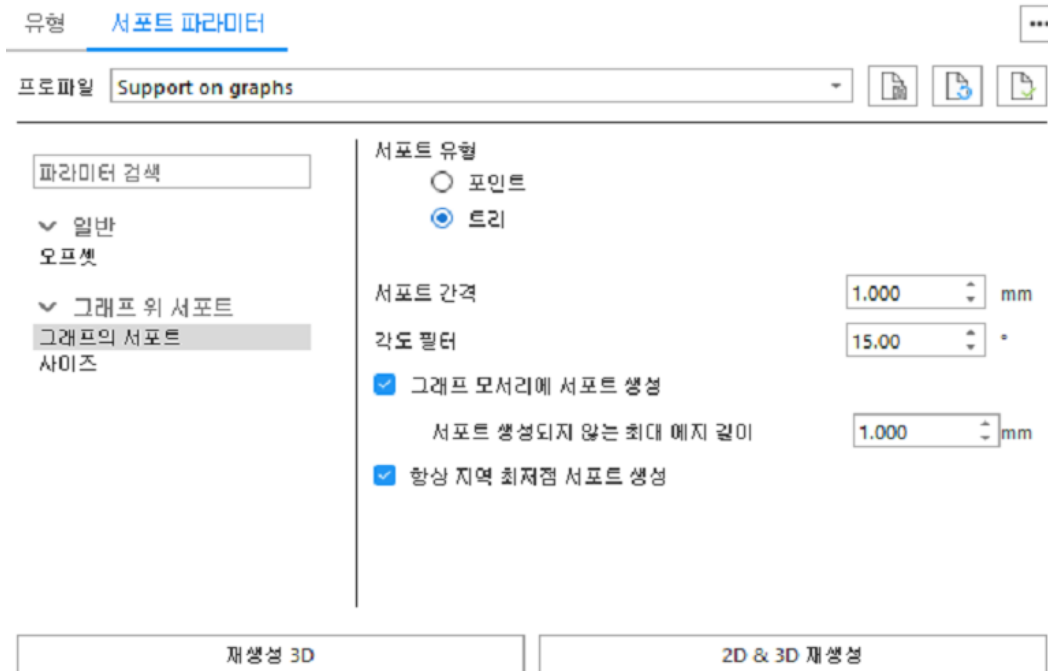 유형 서포트 파라미터
프로파일 Support on graphs
파라미터 검색
일반
오프셋
그래프 위 서포트
그래프의 서포트
사이즈
서포트 유형
포인트
트리
서포트 간격 1.000 mm
각도 필터 15.00 °
그래프 모서리에 서포트 생성
서포트 생성되지 않는 최대 에지 길이 1.000 mm
항상 지역 최저점 서포트 생성
재생성 3D 2D & 3D 재생성